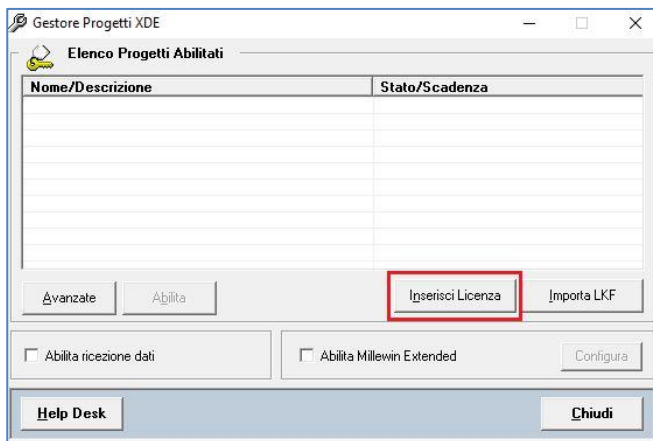 Gestore Progetti XDE
Elenco Progetti Abilitati
Nome/Descrizione Stato/Scadenza
Avanzate Abilita Inserisci Licenza Importa LKF
Abilita ricezione dati Abilita Millewin Extended Configura
Help Desk Chiudi